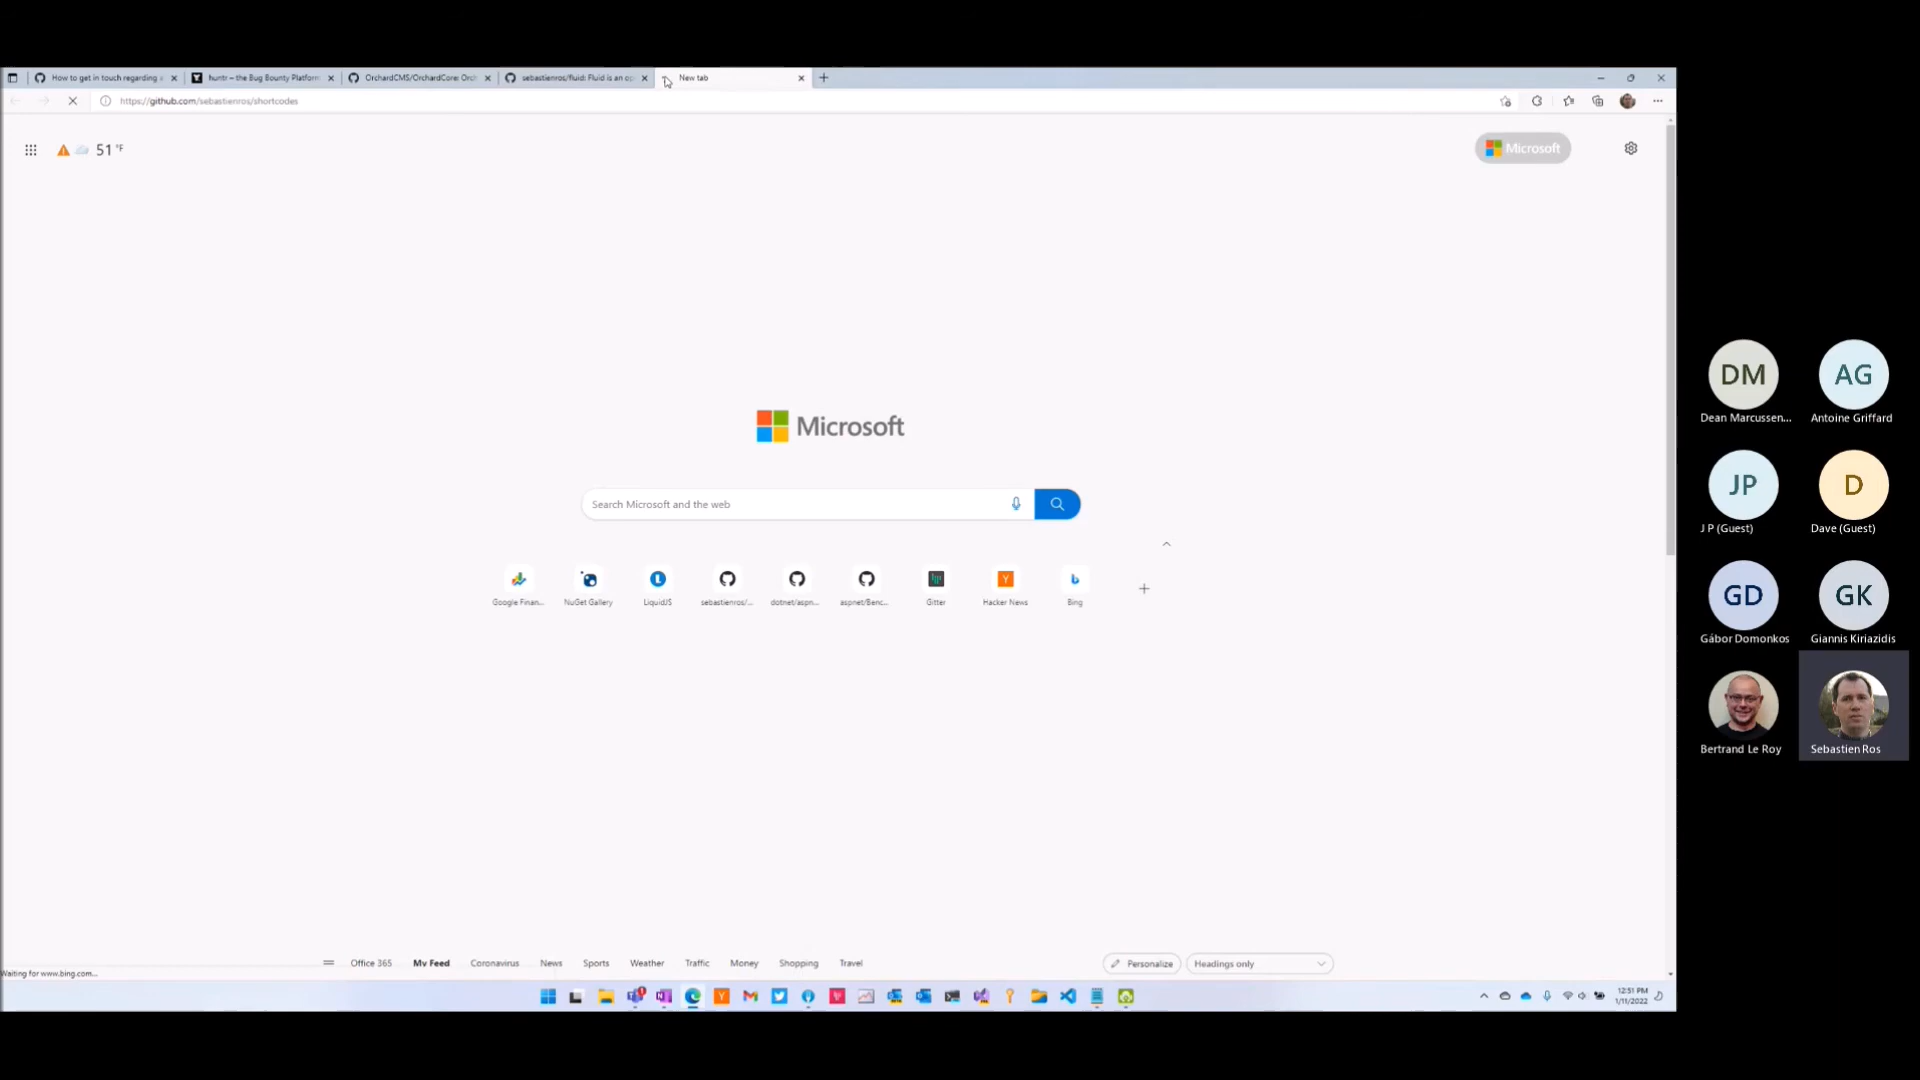 How to get in touch regarding a
huntr – the Bug Bounty Platform
OrchardCMS/OrchardCore: Orch
sebastienros/fluid: Fluid is an op
New tab
https://github.com/sebastienros/shortcodes
51 °F
Microsoft
Microsoft
Search Microsoft and the web
Google Finan...
NuGet Gallery
LiquidJS
sebastienros/...
dotnet/aspn...
aspnet/Benc...
Gitter
Hacker News
Bing
Waiting for www.bing.com...
Office 365
My Feed
Coronavirus
News
Sports
Weather
Traffic
Money
Shopping
Travel
Personalize
Headings only
12:51 PM
1/11/2022
DM
Dean Marcussen...
AG
Antoine Griffard
JP
J P (Guest)
D
Dave (Guest)
GD
Gábor Domonkos
GK
Giannis Kiriazidis
Bertrand Le Roy
Sebastien Ros